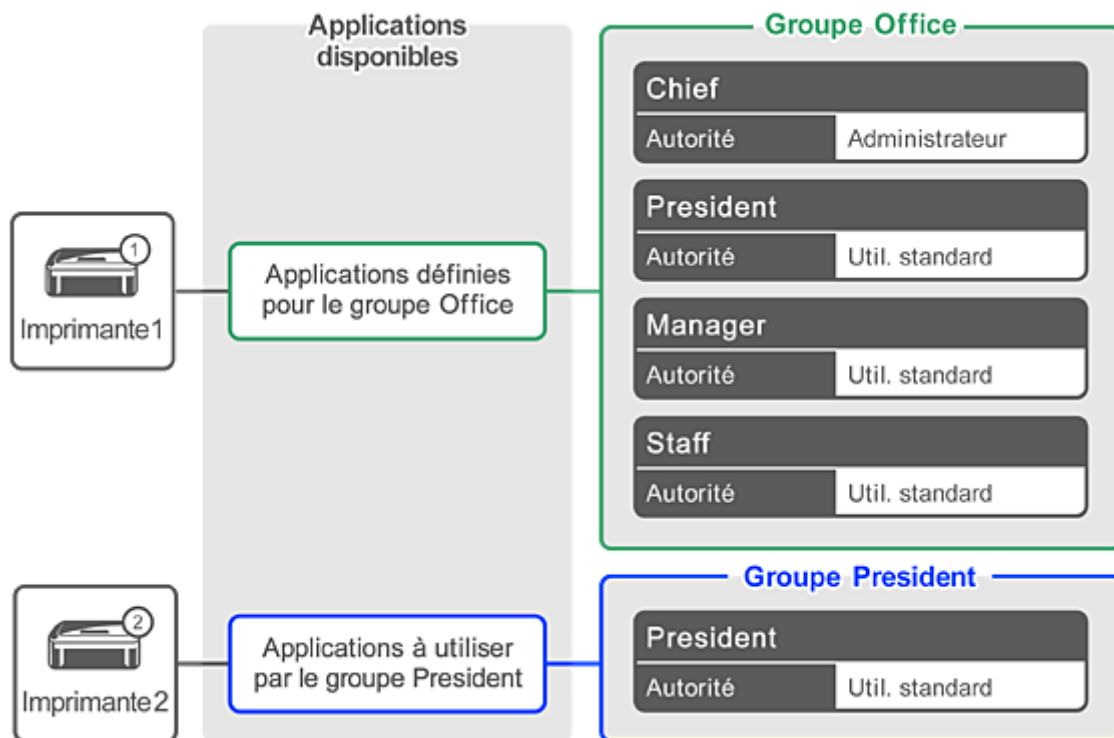 Applications
disponibles
Groupe Office
Chief
Autorité Administrateur
President
Autorité Util. standard
1
Imprimante1
Applications définies
pour le groupe Office
Manager
Autorité Util. standard
Staff
Autorité Util. standard
Groupe President
2
Imprimante2
Applications à utiliser
par le groupe President
President
Autorité Util. standard